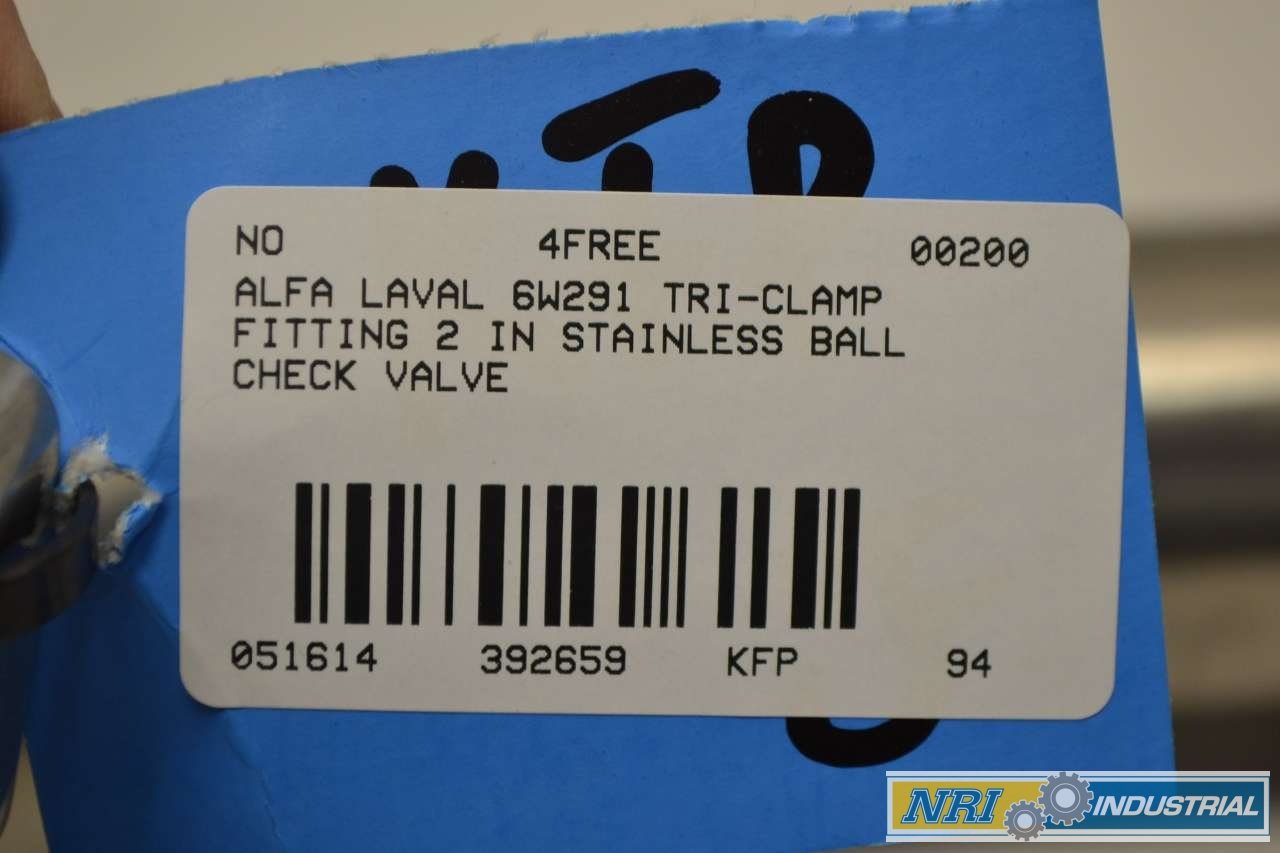 NO 4FREE 00200
ALFA LAVAL 6W291 TRI-CLAMP
FITTING 2 IN STAINLESS BALL
CHECK VALVE
051614 392659 KFP 94
NRI INDUSTRIAL